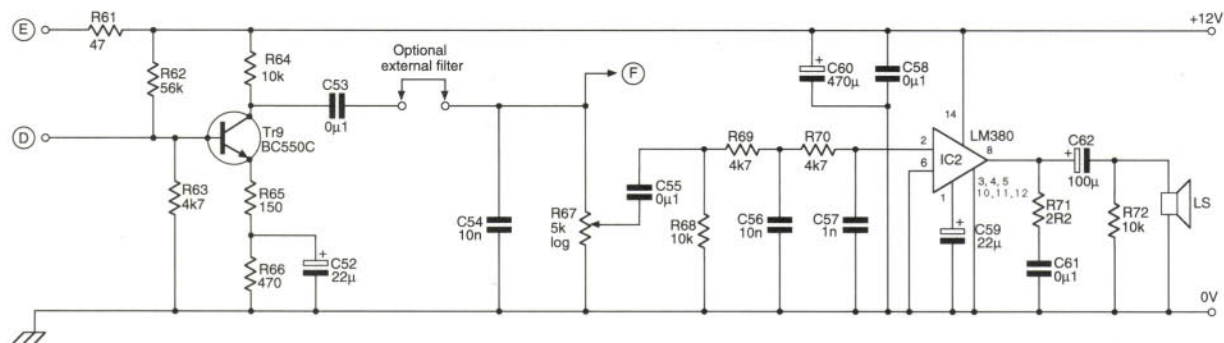 E
R61
47
+12V
R62
56k
R64
10k
Optional
external filter
F
C53
0µ1
C60
470µ
+
C58
0µ1
D
Tr9
BC550C
R63
4k7
R65
150
R66
470
+
C52
22µ
C54
10n
R67
5k
log
C55
0µ1
R68
10k
R69
4k7
R70
4k7
C56
10n
C57
1n
14
LM380
2
6
IC2
8
3, 4, 5
10, 11, 12
1
+
C59
22µ
C62
+
100µ
R71
2R2
C61
0µ1
R72
10k
LS
0V